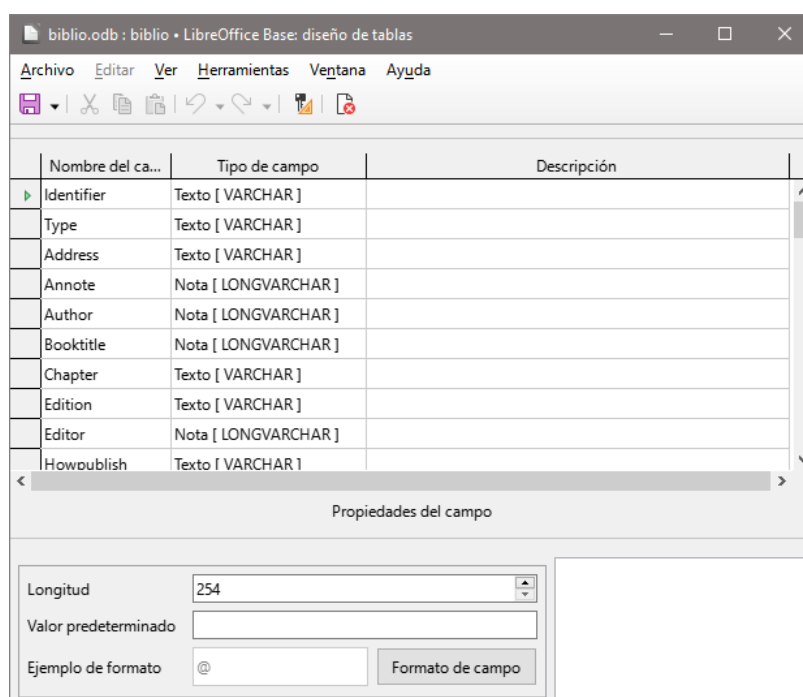 biblio.odb : biblio • LibreOffice Base: diseño de tablas
Archivo Editar Ver Herramientas Ventana Ayuda
Nombre del ca... Tipo de campo Descripción
Identifier Texto [ VARCHAR ]
Type Texto [ VARCHAR ]
Address Texto [ VARCHAR ]
Annote Nota [ LONGVARCHAR ]
Author Nota [ LONGVARCHAR ]
Booktitle Nota [ LONGVARCHAR ]
Chapter Texto [ VARCHAR ]
Edition Texto [ VARCHAR ]
Editor Nota [ LONGVARCHAR ]
Howpublish Texto [ VARCHAR ]
Propiedades del campo
Longitud 254
Valor predeterminado
Ejemplo de formato @ Formato de campo